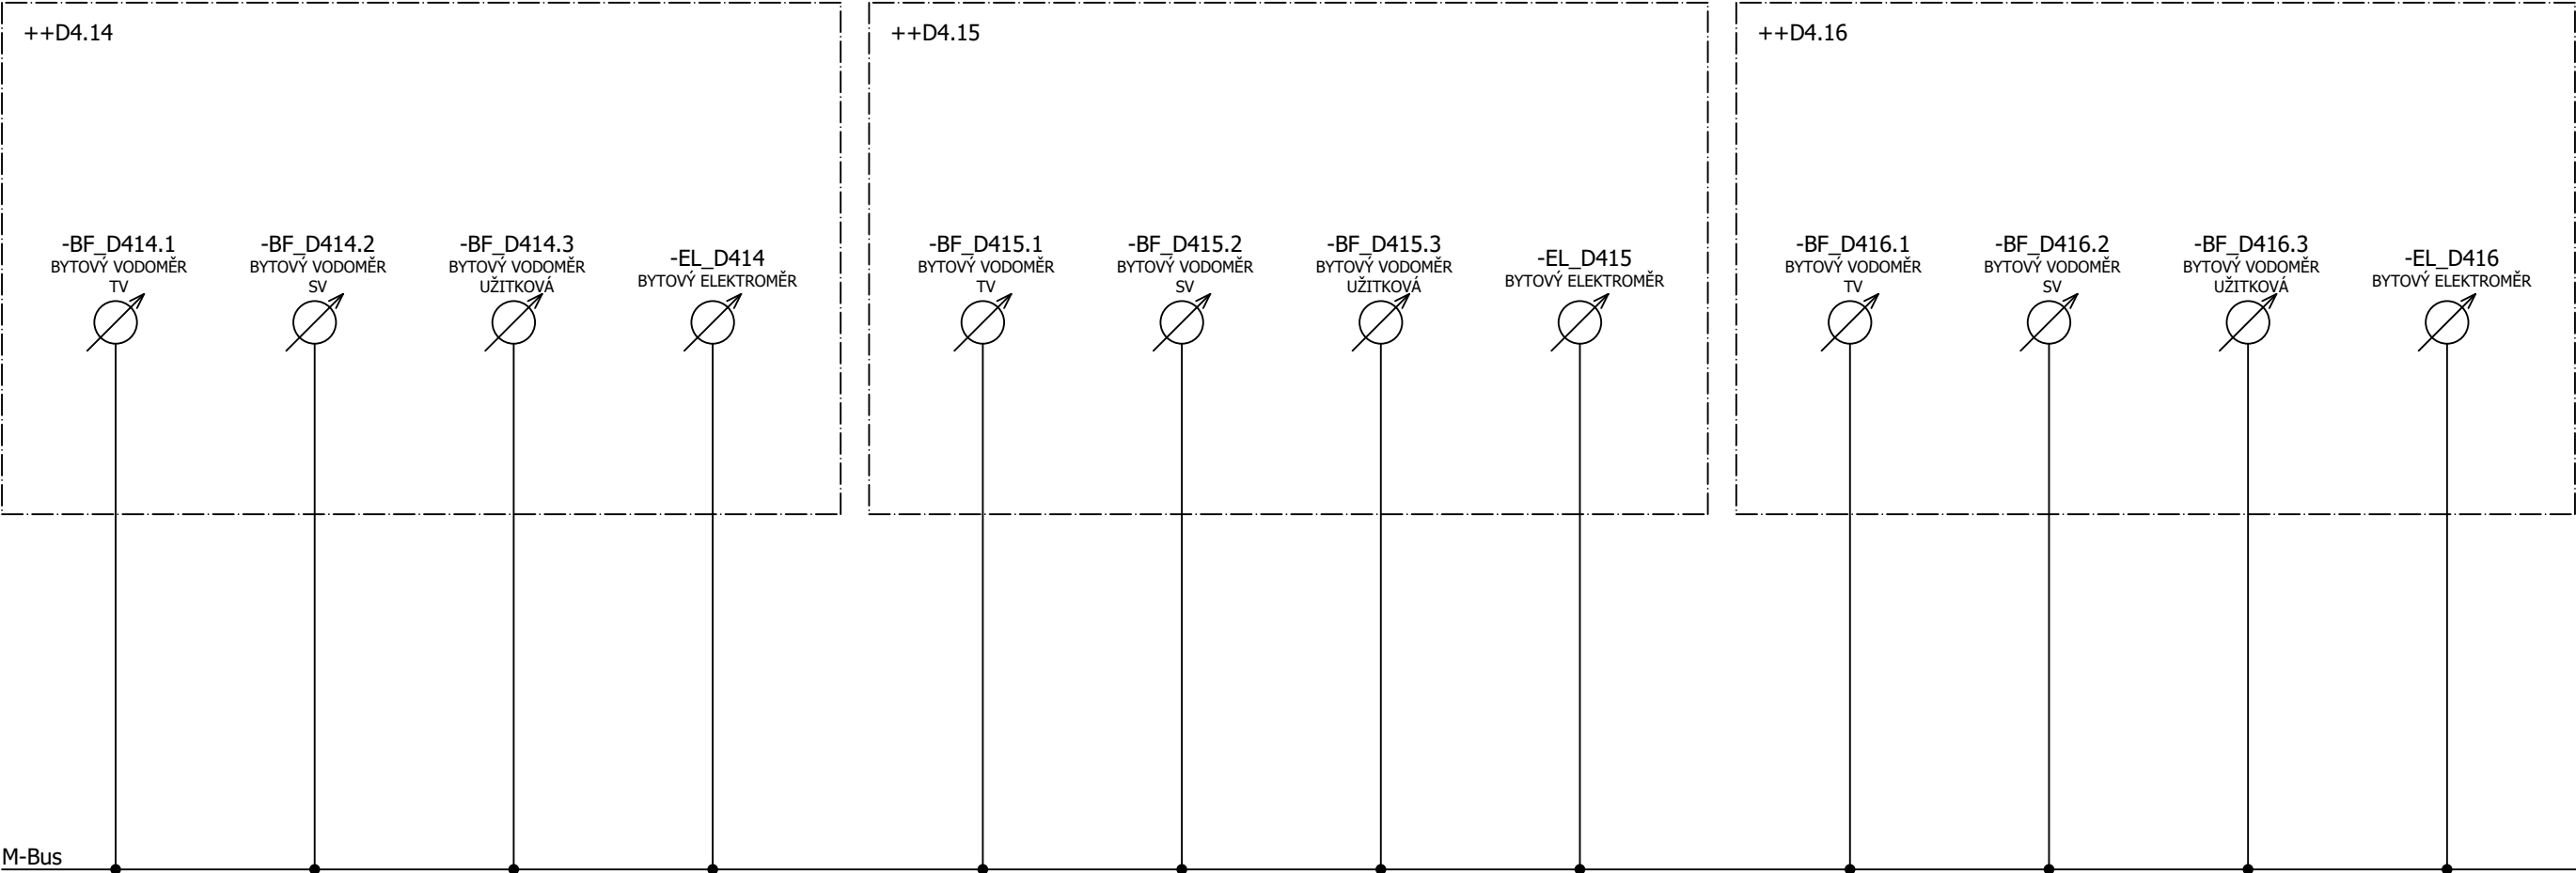 ++D4.14
++D4.15
++D4.16
-BF_D414.1
BYTOVÝ VODOMĚR
TV
-BF_D414.2
BYTOVÝ VODOMĚR
SV
-BF_D414.3
BYTOVÝ VODOMĚR
UŽITKOVÁ
-EL_D414
BYTOVÝ ELEKTROMĚR
-BF_D415.1
BYTOVÝ VODOMĚR
TV
-BF_D415.2
BYTOVÝ VODOMĚR
SV
-BF_D415.3
BYTOVÝ VODOMĚR
UŽITKOVÁ
-EL_D415
BYTOVÝ ELEKTROMĚR
-BF_D416.1
BYTOVÝ VODOMĚR
TV
-BF_D416.2
BYTOVÝ VODOMĚR
SV
-BF_D416.3
BYTOVÝ VODOMĚR
UŽITKOVÁ
-EL_D416
BYTOVÝ ELEKTROMĚR
M-Bus